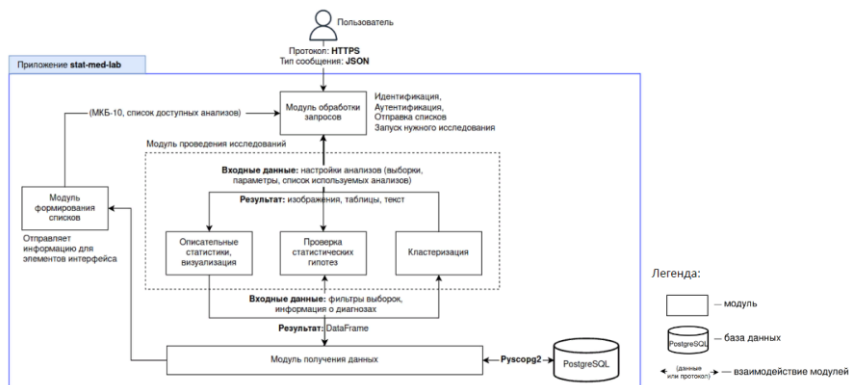 Пользователь
Протокол: HTTPS
Тип сообщения: JSON
Приложение stat-med-lab
(МКБ-10, список доступных анализов)
Модуль обработки
запросов
Идентификация,
Аутентификация,
Отправка списков
Запуск нужного исследования
Модуль проведения исследований
Входные данные: настройки анализов (выборки,
параметры, список используемых анализов)
Результат: изображения, таблицы, текст
Модуль
формирования
списков
Отправляет
информацию для
элементов интерфейса
Описательные
статистики,
визуализация
Проверка
статистических
гипотез
Кластеризация
Входные данные: фильтры выборок,
информация о диагнозах
Результат: DataFrame
Модуль получения данных
Pyscopg2
PostgreSQL
Легенда:
— модуль
PostgreSQL
— база данных
(данные
или протокол)
— взаимодействие модулей